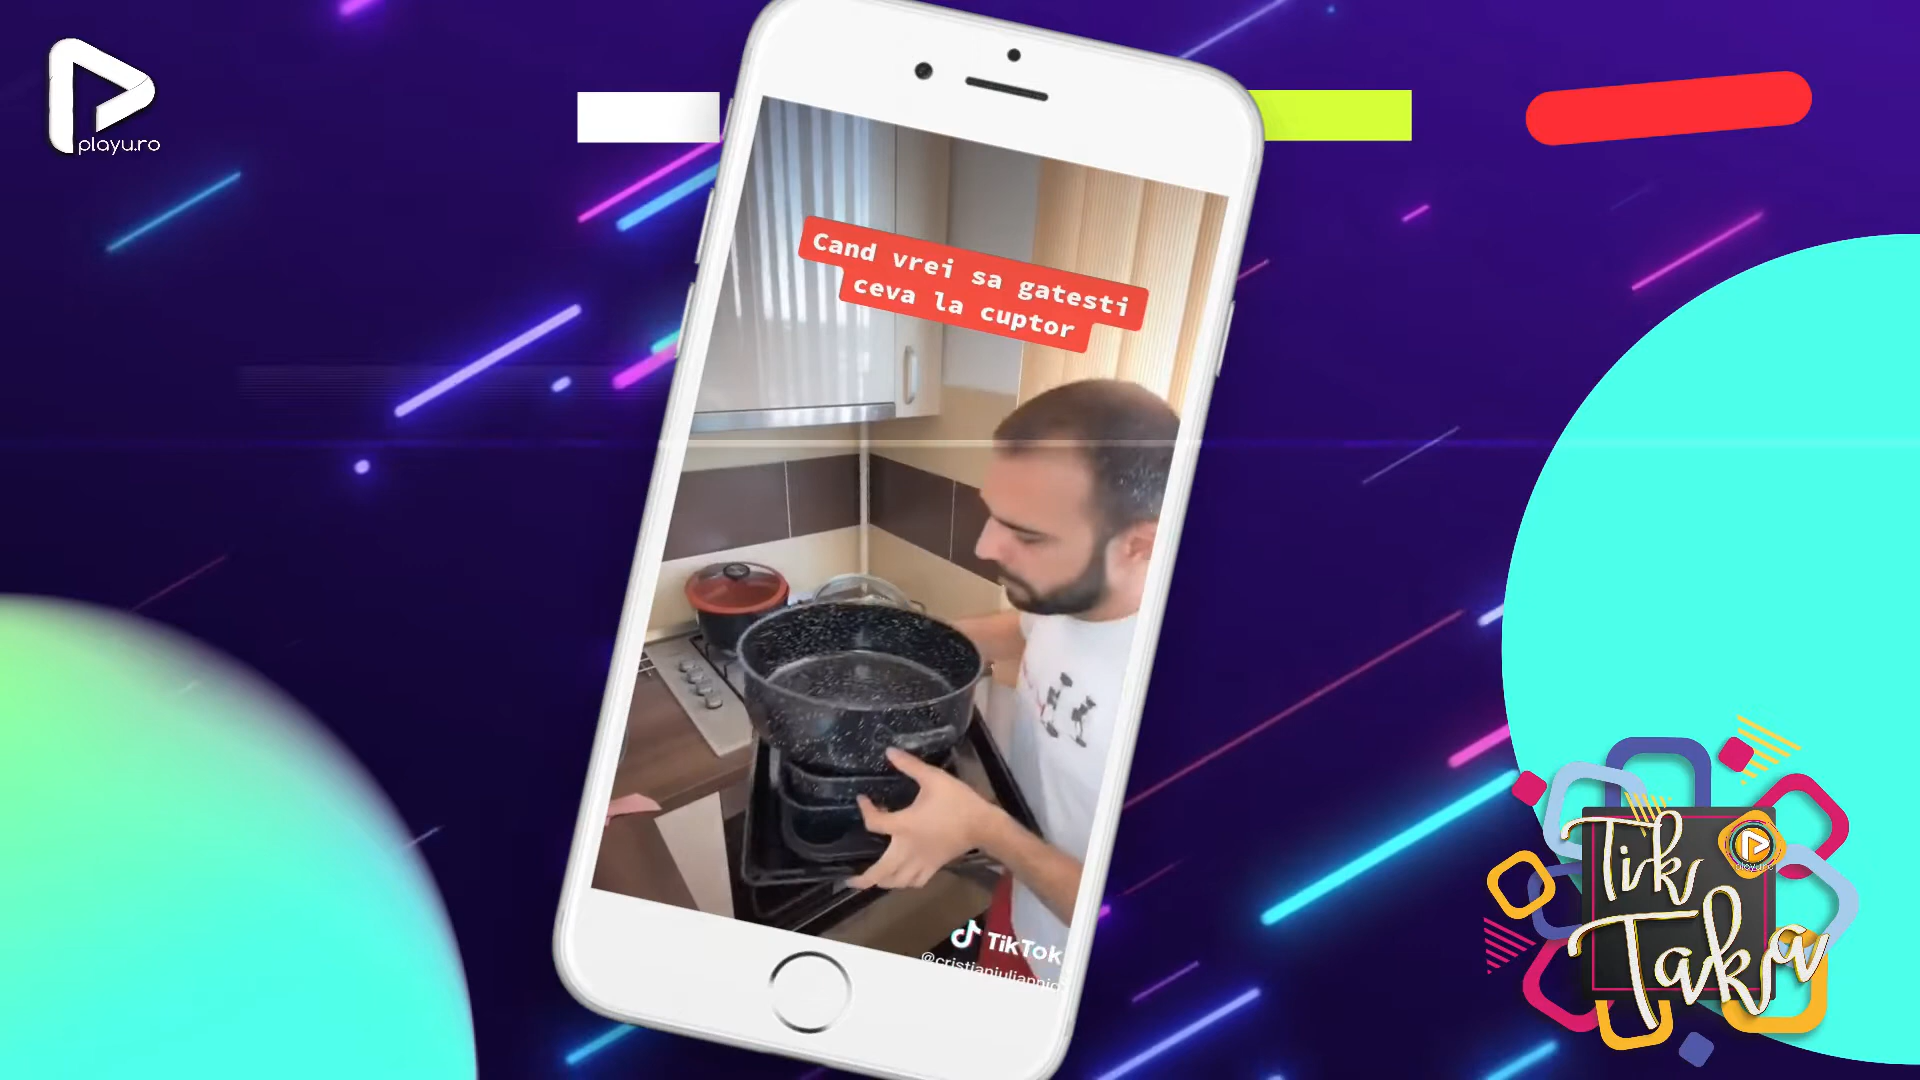 playu.ro
Cand vrei sa gatesti
ceva la cuptor
TikTok
Tik
Taka